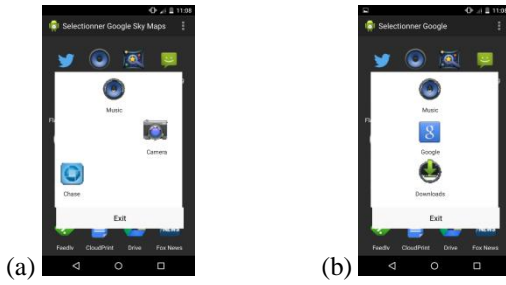 11:08
Selectionner Google Sky Maps
Music
Camera
Chase
Exit
Feedly CloudPrint Drive Fox News
(a)
11:08
Selectionner Google
Music
Google
Downloads
Exit
Feedly CloudPrint Drive Fox News
(b)